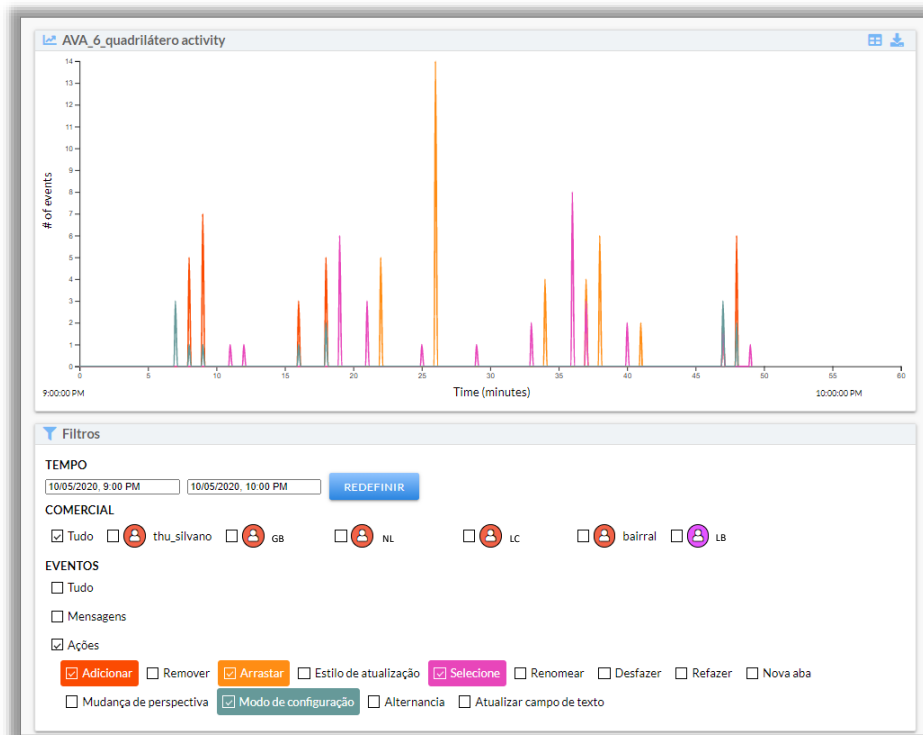 AVA_6_quadrilátero activity
14
13
12
11
10
9
8
7
6
5
4
3
2
1
0
# of events
0 5 10 15 20 25 30 35 40 45 50 55 60
9:00:00 PM Time (minutes) 10:00:00 PM
Filtros
TEMPO
10/05/2020, 9:00 PM 10/05/2020, 10:00 PM REDEFINIR
COMERCIAL
Tudo thu_silvano GB NL LC bairral LB
EVENTOS
Tudo
Mensagens
Ações
Adicionar Remover Arrastar Estilo de atualização Selecione Renomear Desfazer Refazer Nova aba
Mudança de perspectiva Modo de configuração Alternancia Atualizar campo de texto